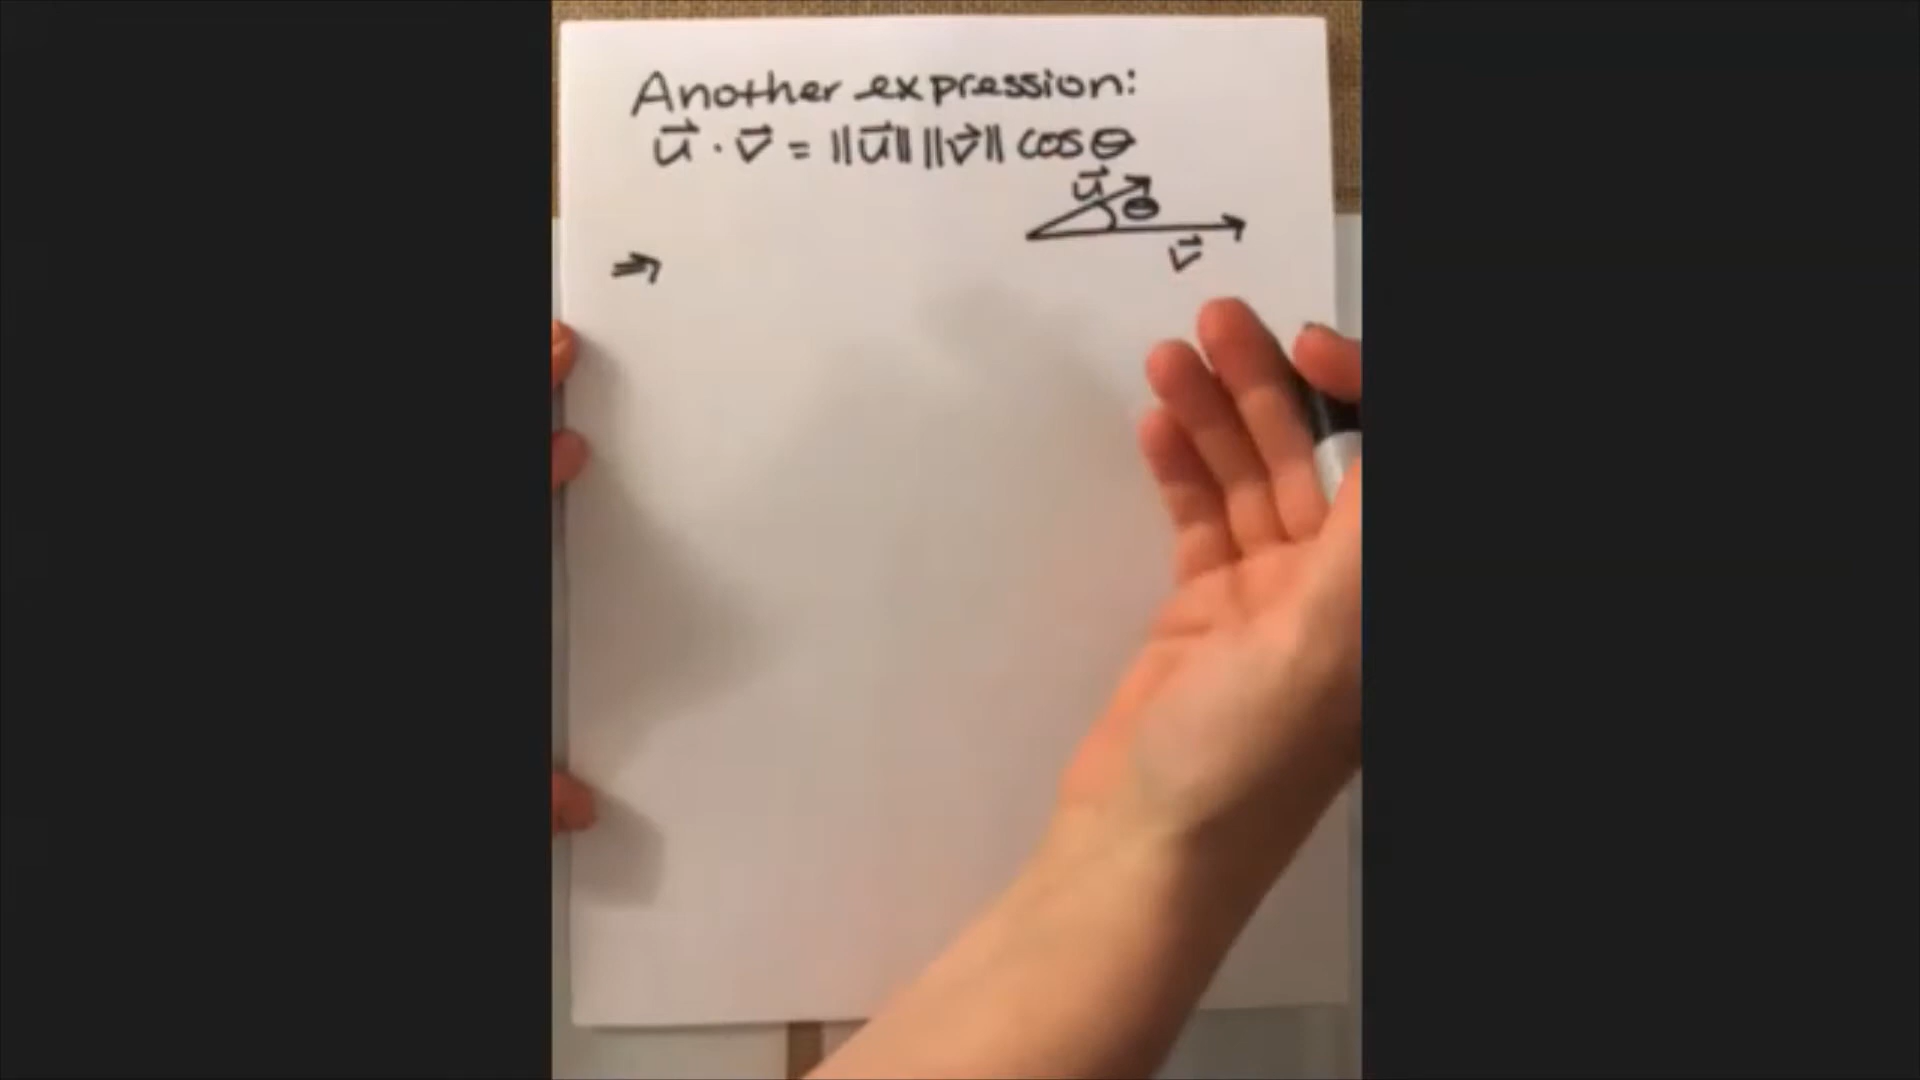 Another expression:
u⃗ · v⃗ = ||u⃗|| ||v⃗|| cos θ
u⃗
θ
v⃗
⇒